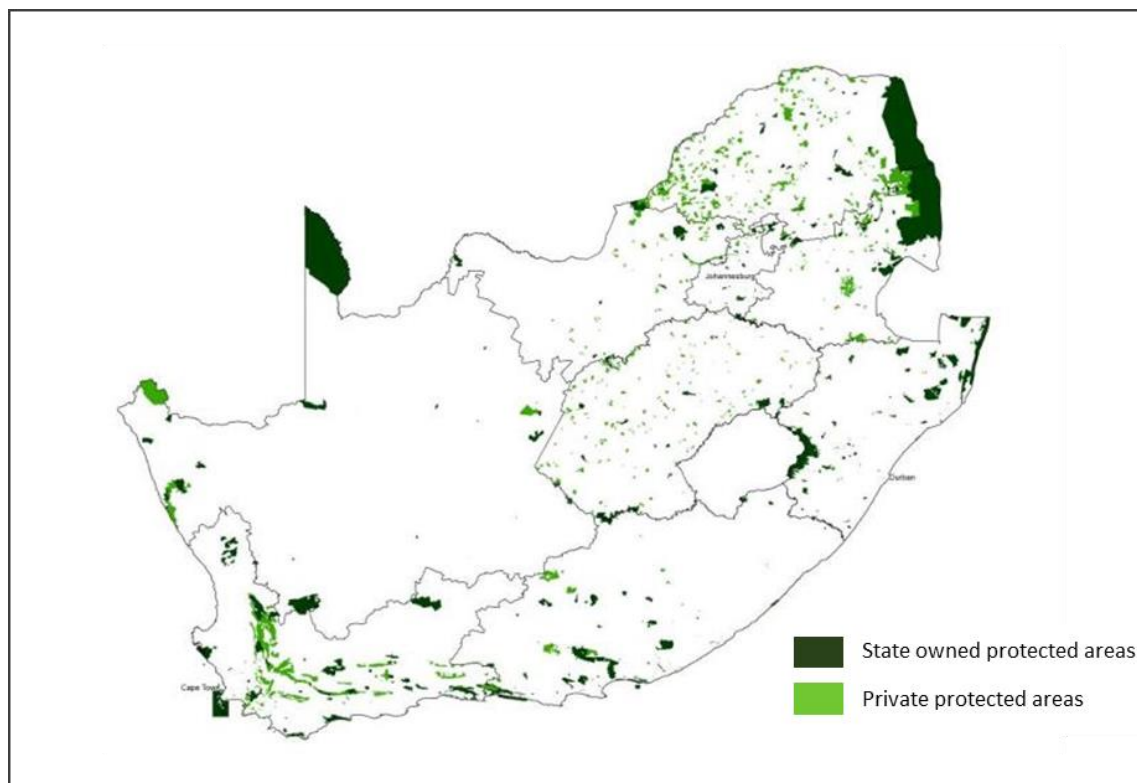 Johannesburg
Durban
Cape Town
State owned protected areas
Private protected areas